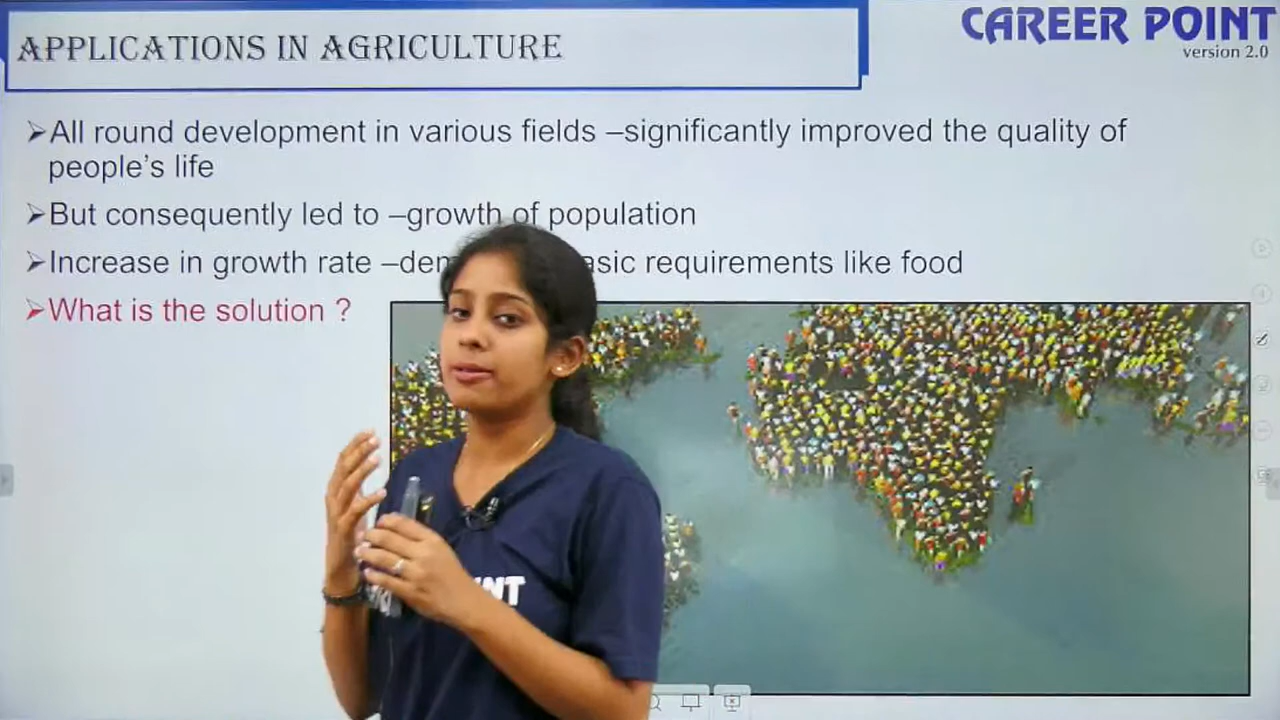 APPLICATIONS IN AGRICULTURE
CAREER POINT
version 2.0
➢All round development in various fields –significantly improved the quality of
people's life
➢But consequently led to –growth of population
➢Increase in growth rate – basic requirements like food
➢What is the solution ?